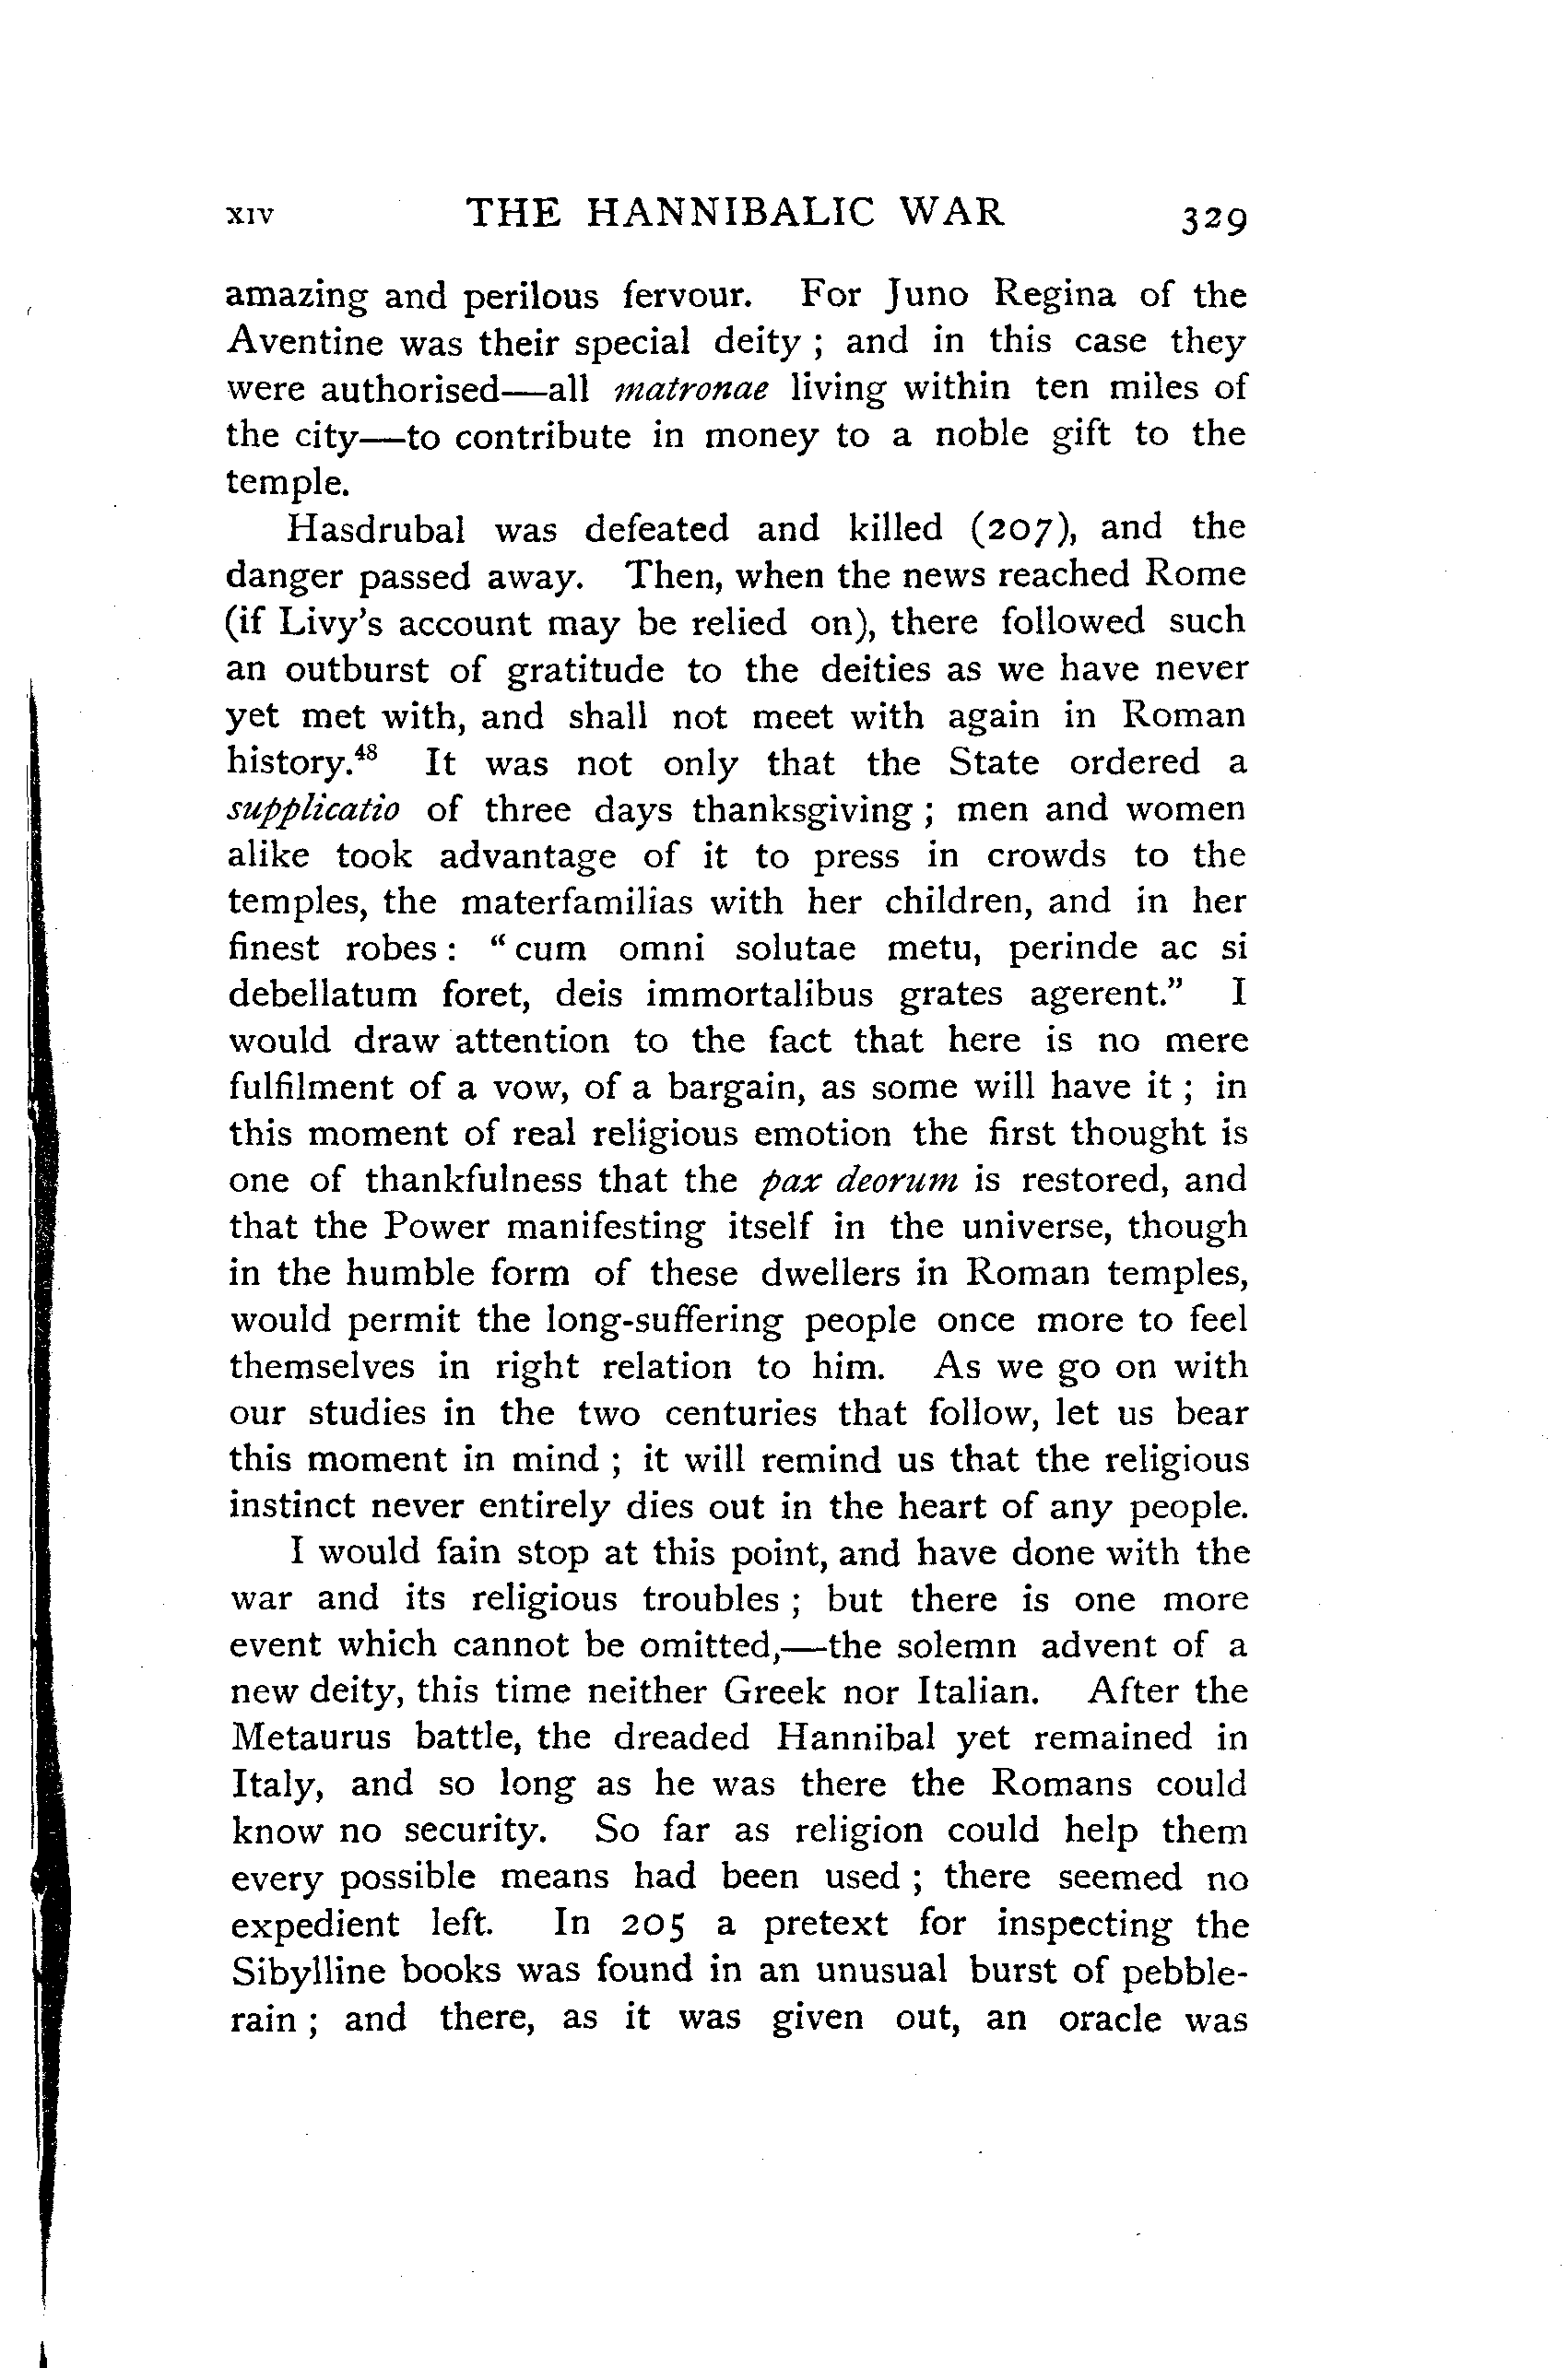 xiv THE HANNIBALIC WAR 329
amazing and perilous fervour. For Juno Regina of the
Aventine was their special deity ; and in this case they
were authorised—all matronae living within ten miles of
the city—to contribute in money to a noble gift to the
temple.
Hasdrubal was defeated and killed (207), and the
danger passed away. Then, when the news reached Rome
(if Livy's account may be relied on), there followed such
an outburst of gratitude to the deities as we have never
yet met with, and shall not meet with again in Roman
history.⁴⁸ It was not only that the State ordered a
supplicatio of three days thanksgiving ; men and women
alike took advantage of it to press in crowds to the
temples, the materfamilias with her children, and in her
finest robes : “ cum omni solutae metu, perinde ac si
debellatum foret, deis immortalibus grates agerent.” I
would draw attention to the fact that here is no mere
fulfilment of a vow, of a bargain, as some will have it ; in
this moment of real religious emotion the first thought is
one of thankfulness that the pax deorum is restored, and
that the Power manifesting itself in the universe, though
in the humble form of these dwellers in Roman temples,
would permit the long-suffering people once more to feel
themselves in right relation to him. As we go on with
our studies in the two centuries that follow, let us bear
this moment in mind ; it will remind us that the religious
instinct never entirely dies out in the heart of any people.
I would fain stop at this point, and have done with the
war and its religious troubles ; but there is one more
event which cannot be omitted,—the solemn advent of a
new deity, this time neither Greek nor Italian. After the
Metaurus battle, the dreaded Hannibal yet remained in
Italy, and so long as he was there the Romans could
know no security. So far as religion could help them
every possible means had been used ; there seemed no
expedient left. In 205 a pretext for inspecting the
Sibylline books was found in an unusual burst of pebble-
rain ; and there, as it was given out, an oracle was